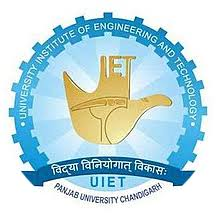 · UNIVERSITY INSTITUTE OF ENGINEERING AND TECHNOLOGY ·
UIET
विद्या विनियोगात् विकासः
UIET
PANJAB UNIVERSITY CHANDIGARH